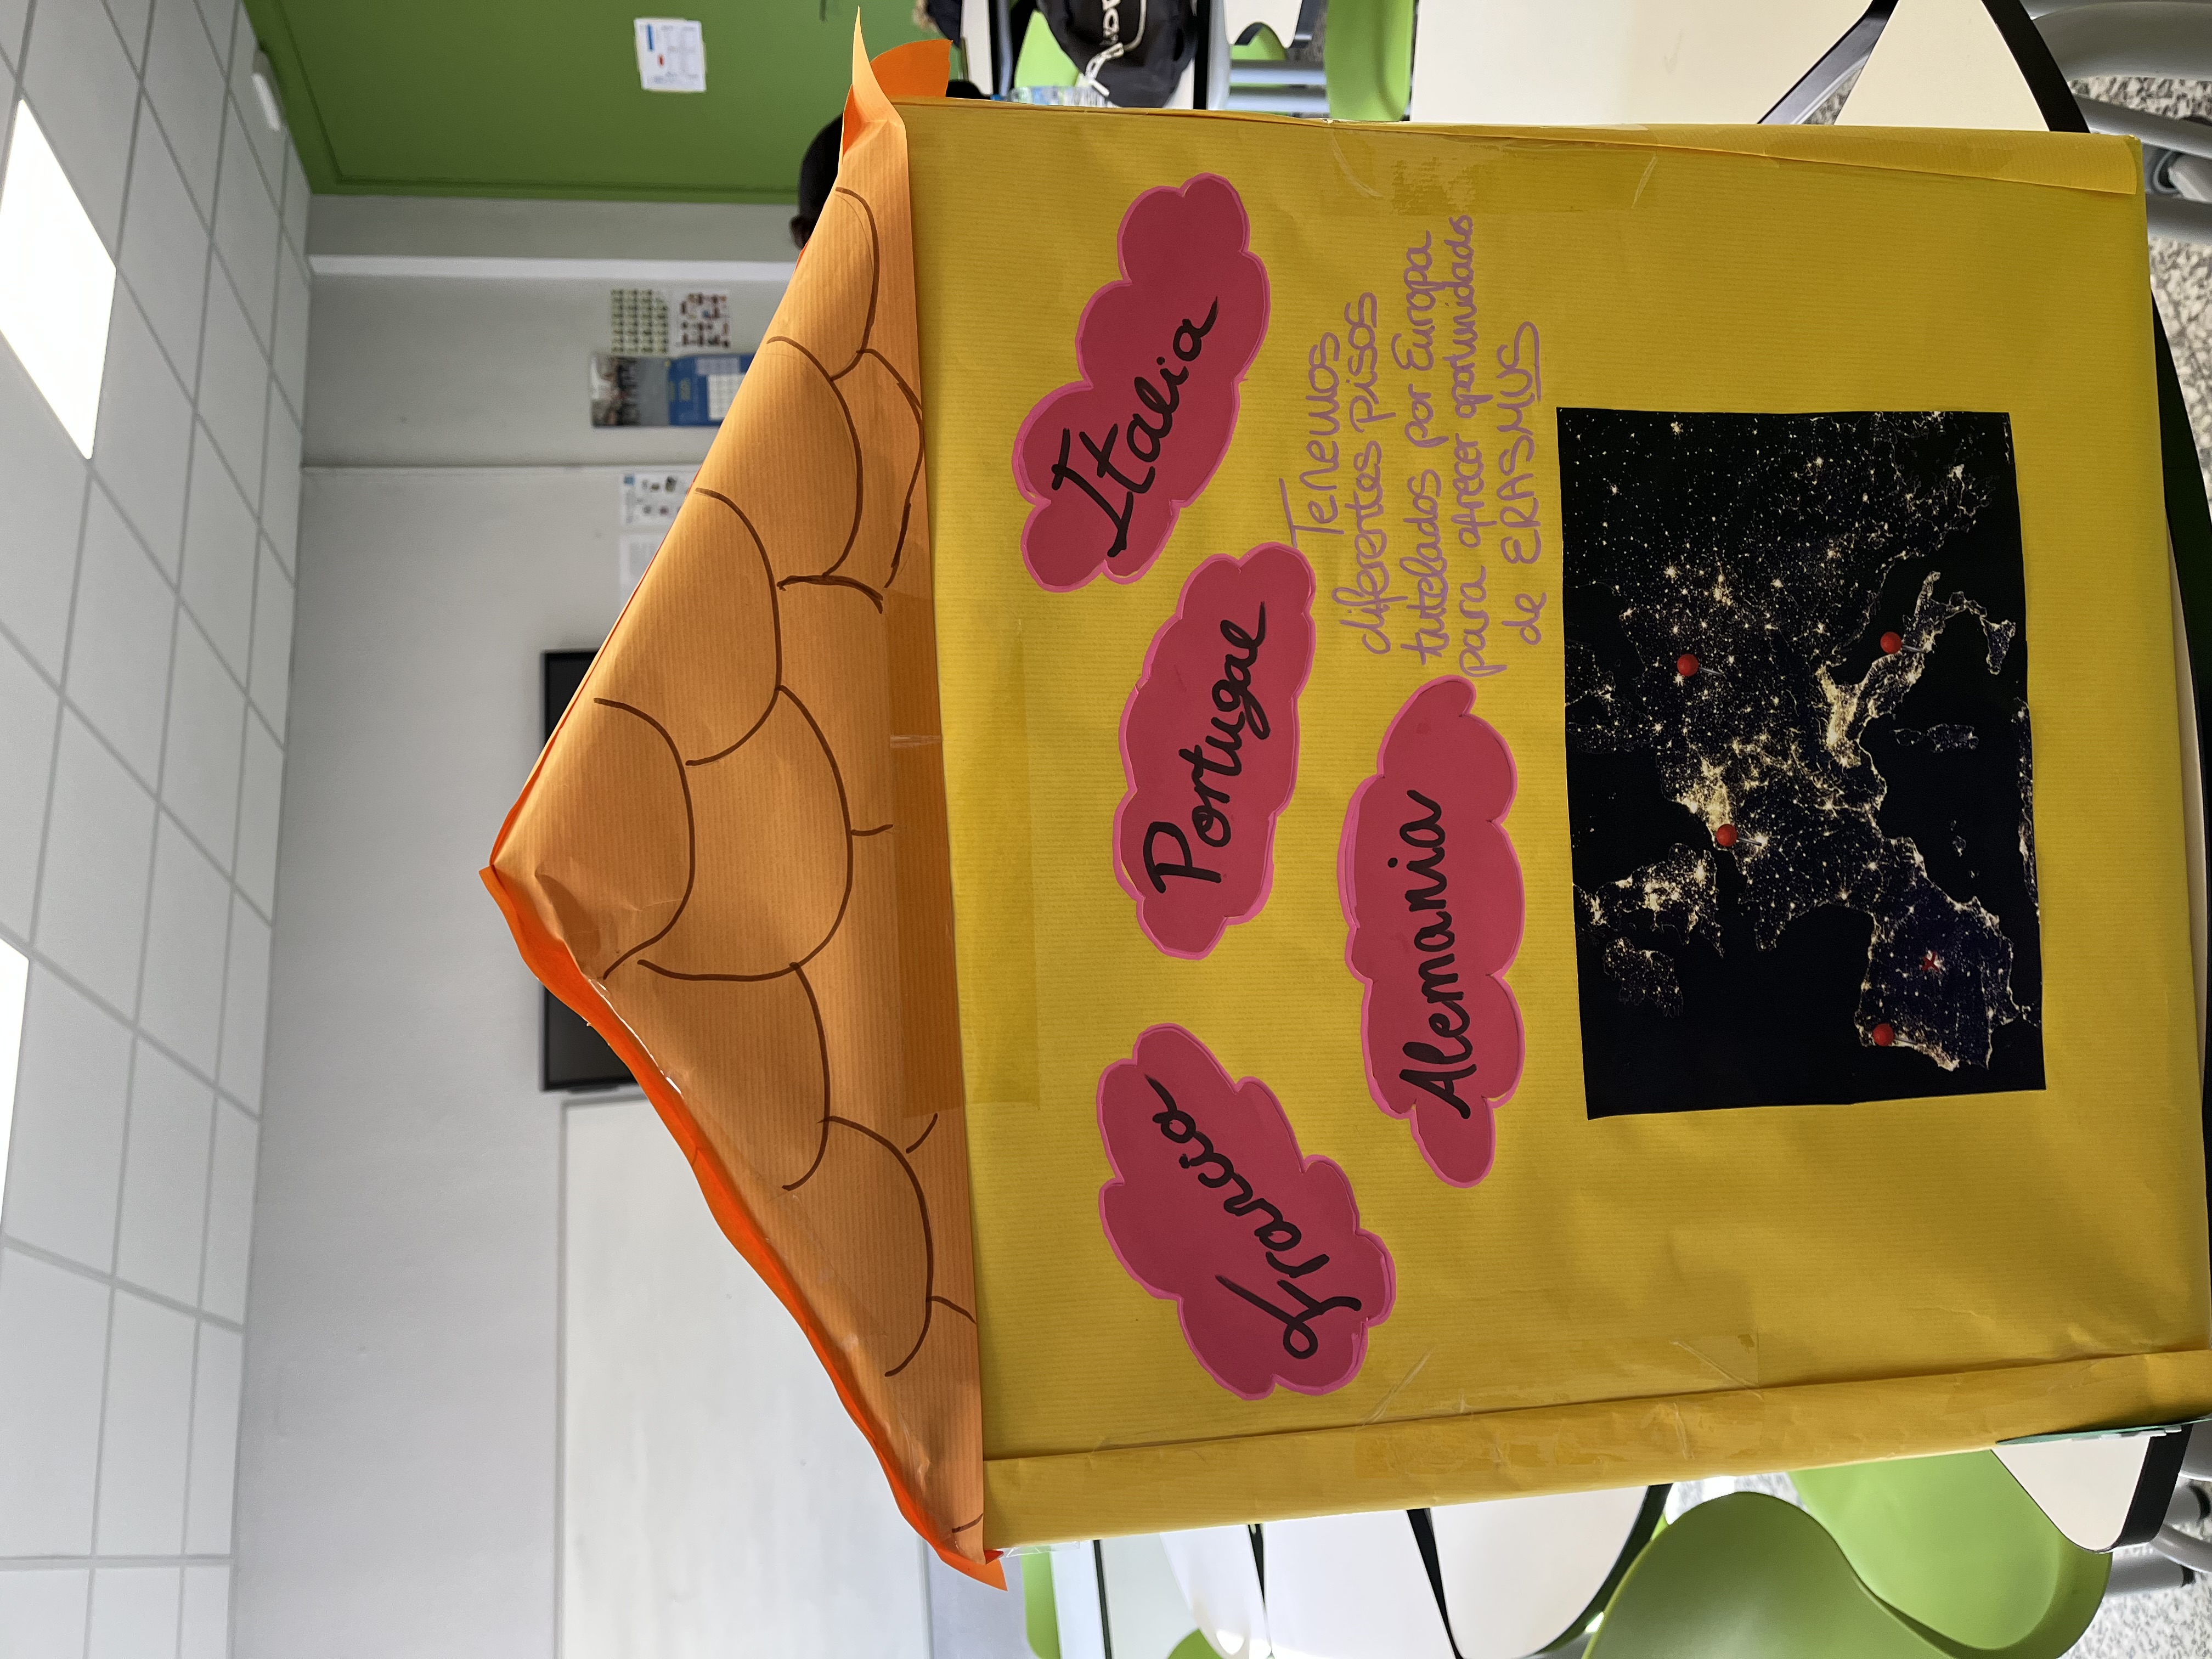 Francia
Portugal
Italia
Alemania
Tenemos
diferentes pisos
tutelados por Europa
para ofrecer oportunidades
de ERASMUS